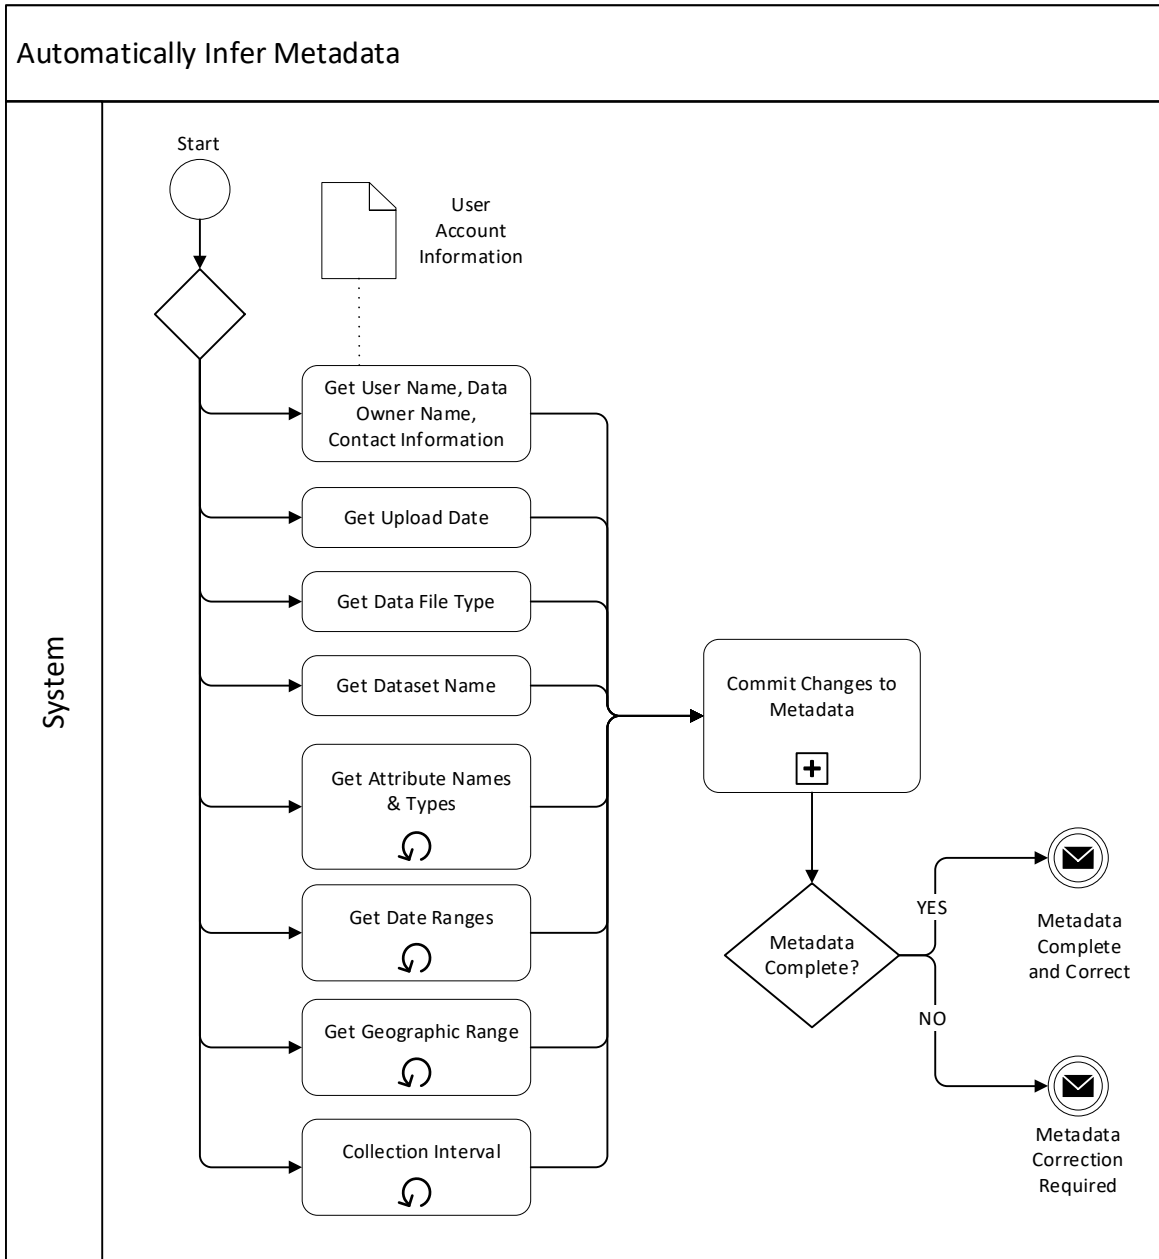 Automatically Infer Metadata
System
Start
User
Account
Information
Get User Name, Data
Owner Name,
Contact Information
Get Upload Date
Get Data File Type
Get Dataset Name
Get Attribute Names
& Types
Get Date Ranges
Get Geographic Range
Collection Interval
Commit Changes to
Metadata
Metadata
Complete?
YES
NO
Metadata
Complete
and Correct
Metadata
Correction
Required